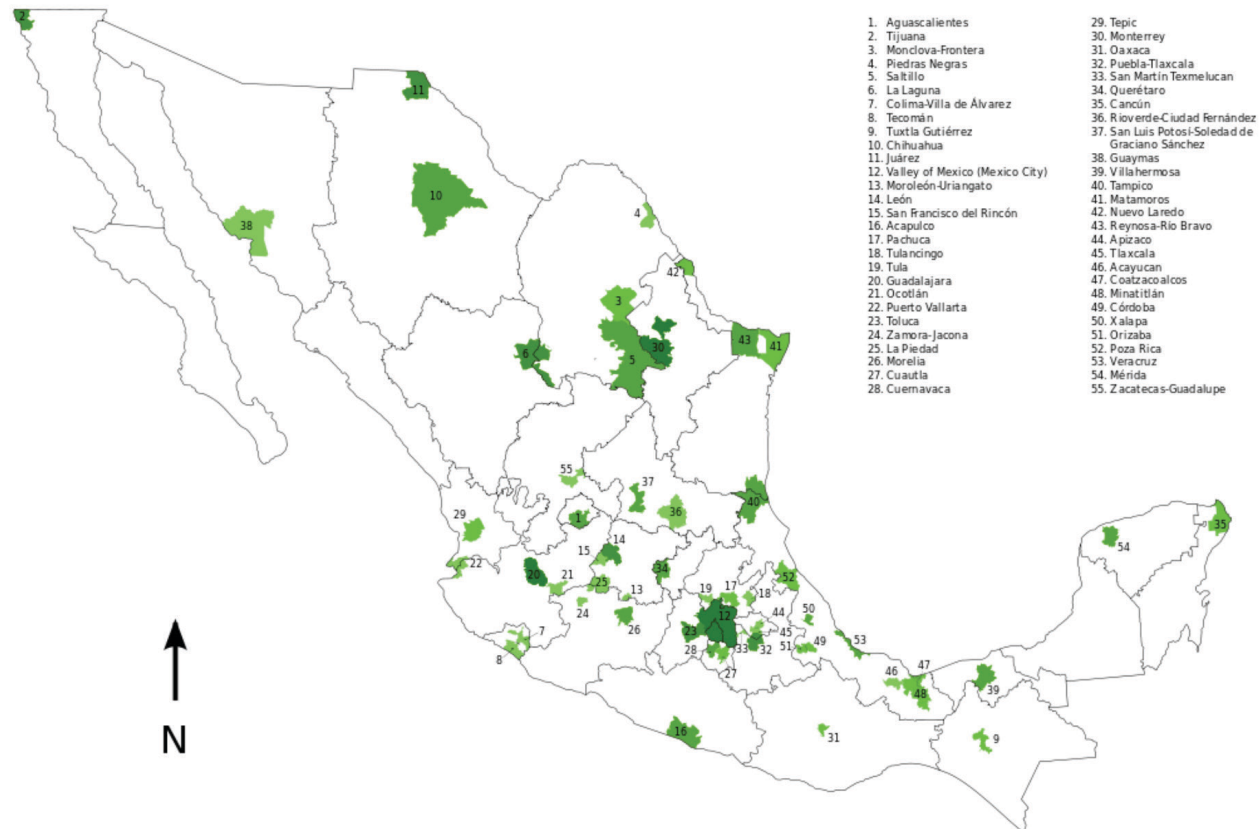 1. Aguascalientes
2. Tijuana
3. Monclova-Frontera
4. Piedras Negras
5. Saltillo
6. La Laguna
7. Colima-Villa de Álvarez
8. Tecomán
9. Tuxtla Gutiérrez
10. Chihuahua
11. Juárez
12. Valley of Mexico (Mexico City)
13. Moroleón-Uriangato
14. León
15. San Francisco del Rincón
16. Acapulco
17. Pachuca
18. Tulancingo
19. Tula
20. Guadalajara
21. Ocotlán
22. Puerto Vallarta
23. Toluca
24. Zamora-Jacona
25. La Piedad
26. Morelia
27. Cuautla
28. Cuernavaca
29. Tepic
30. Monterrey
31. Oaxaca
32. Puebla-Tlaxcala
33. San Martín Texmelucan
34. Querétaro
35. Cancún
36. Rioverde-Ciudad Fernández
37. San Luis Potosí-Soledad de
Graciano Sánchez
38. Guaymas
39. Villahermosa
40. Tampico
41. Matamoros
42. Nuevo Laredo
43. Reynosa-Río Bravo
44. Apizaco
45. Tlaxcala
46. Acayucan
47. Coatzacoalcos
48. Minatitlán
49. Córdoba
50. Xalapa
51. Orizaba
52. Poza Rica
53. Veracruz
54. Mérida
55. Zacatecas-Guadalupe
2
11
10
38
4
42
3
30
43
41
6
5
55
37
40
29
1
36
35
54
14
15
22
20
21
25
34
52
13
24
26
19
17
18
12
50
44
7
23
45
49
53
8
28
33
32
51
27
46
47
48
39
16
31
9
N